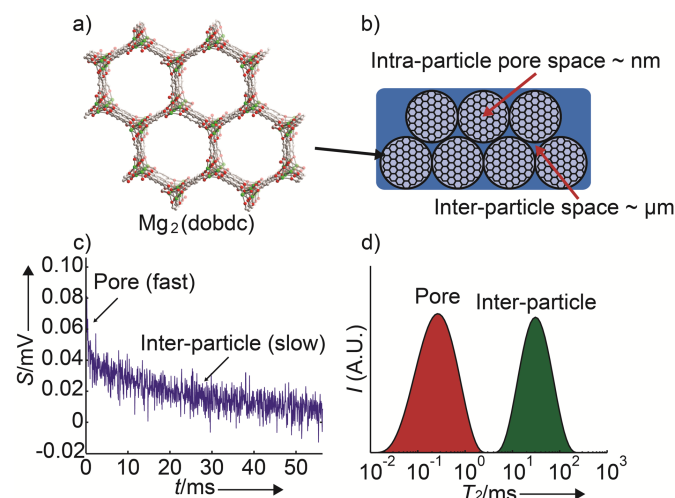 a)
b)
Intra-particle pore space ~ nm
Inter-particle space ~ µm
Mg₂(dobdc)
c)
0.10
0.08
0.06
0.04
0.02
0
-0.02
S/mV
Pore (fast)
Inter-particle (slow)
0 10 20 30 40 50
t/ms
d)
I (A.U.)
Pore
Inter-particle
10⁻² 10⁻¹ 10⁰ 10¹ 10² 10³
T₂/ms